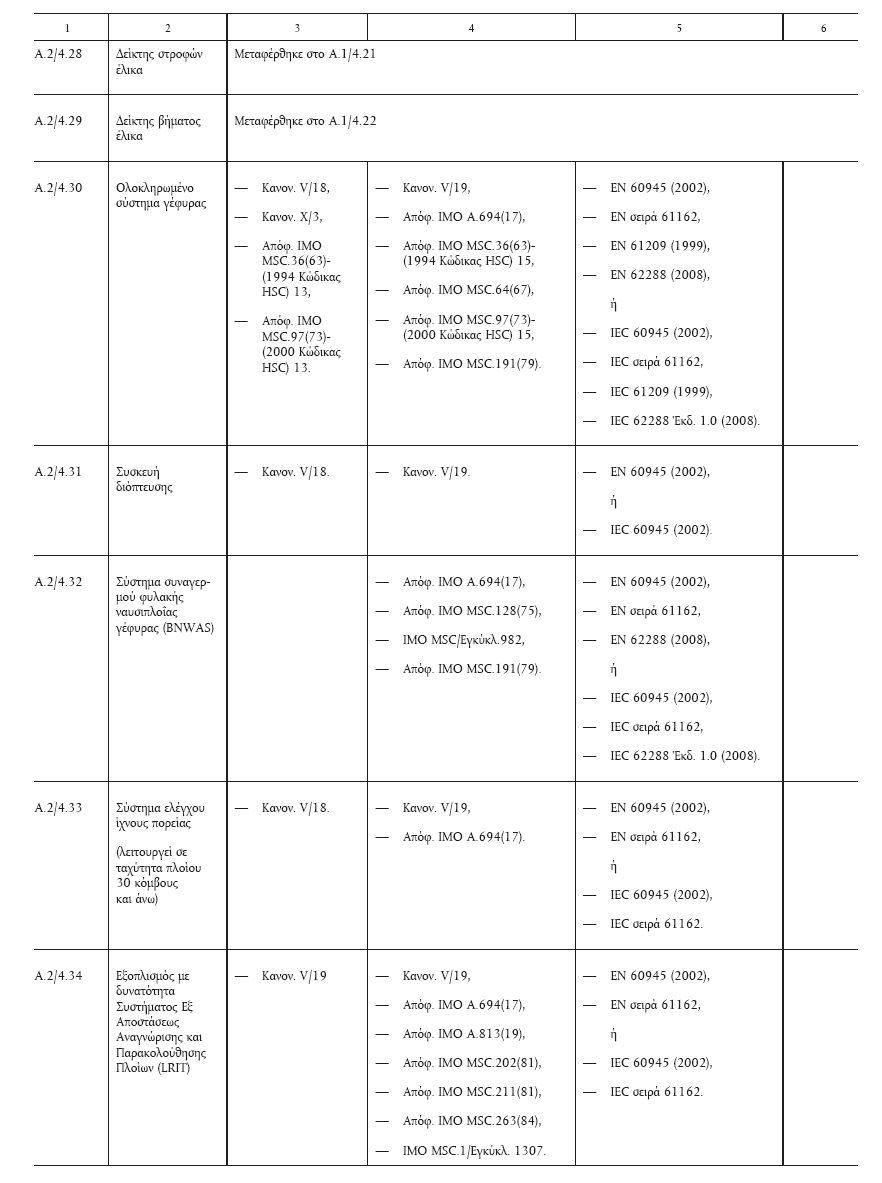 1 2 3 4 5 6
A.2/4.28 Δείκτης στροφών έλικα Μεταφέρθηκε στο A.1/4.21
A.2/4.29 Δείκτης βήματος έλικα Μεταφέρθηκε στο A.1/4.22
A.2/4.30
Ολοκληρωμένο
σύστημα γέφυρας
— Κανον. V/18,
— Κανον. X/3,
— Απόφ. IMO
MSC.36(63)-
(1994 Κώδικας
HSC) 13,
— Απόφ. IMO
MSC.97(73)-
(2000 Κώδικας
HSC) 13.
— Κανον. V/19,
— Απόφ. IMO A.694(17),
— Απόφ. IMO MSC.36(63)-
(1994 Κώδικας HSC) 15,
— Απόφ. IMO MSC.64(67),
— Απόφ. IMO MSC.97(73)-
(2000 Κώδικας HSC) 15,
— Απόφ. IMO MSC.191(79).
— EN 60945 (2002),
— EN σειρά 61162,
— EN 61209 (1999),
— EN 62288 (2008),
ή
— IEC 60945 (2002),
— IEC σειρά 61162,
— IEC 61209 (1999),
— IEC 62288 Έκδ. 1.0 (2008).
A.2/4.31
Συσκευή
διόπτευσης
— Κανον. V/18.
— Κανον. V/19.
— EN 60945 (2002),
ή
— IEC 60945 (2002).
A.2/4.32
Σύστημα συναγερ-
μού φυλακής
ναυσιπλοΐας
γέφυρας (BNWAS)
— Απόφ. IMO A.694(17),
— Απόφ. IMO MSC.128(75),
— IMO MSC/Εγκύκλ.982,
— Απόφ. IMO MSC.191(79).
— EN 60945 (2002),
— EN σειρά 61162,
— EN 62288 (2008),
ή
— IEC 60945 (2002),
— IEC σειρά 61162,
— IEC 62288 Έκδ. 1.0 (2008).
A.2/4.33
Σύστημα ελέγχου
ίχνους πορείας
(λειτουργεί σε
ταχύτητα πλοίου
30 κόμβους
και άνω)
— Κανον. V/18.
— Κανον. V/19,
— Απόφ. IMO A.694(17).
— EN 60945 (2002),
— EN σειρά 61162,
ή
— IEC 60945 (2002),
— IEC σειρά 61162.
A.2/4.34
Εξοπλισμός με
δυνατότητα
Συστήματος Εξ
Αποστάσεως
Αναγνώρισης και
Παρακολούθησης
Πλοίων (LRIT)
— Κανον. V/19
— Κανον. V/19,
— Απόφ. IMO A.694(17),
— Απόφ. IMO A.813(19),
— Απόφ. IMO MSC.202(81),
— Απόφ. IMO MSC.211(81),
— Απόφ. IMO MSC.263(84),
— IMO MSC.1/Εγκύκλ. 1307.
— EN 60945 (2002),
— EN σειρά 61162,
ή
— IEC 60945 (2002),
— IEC σειρά 61162.